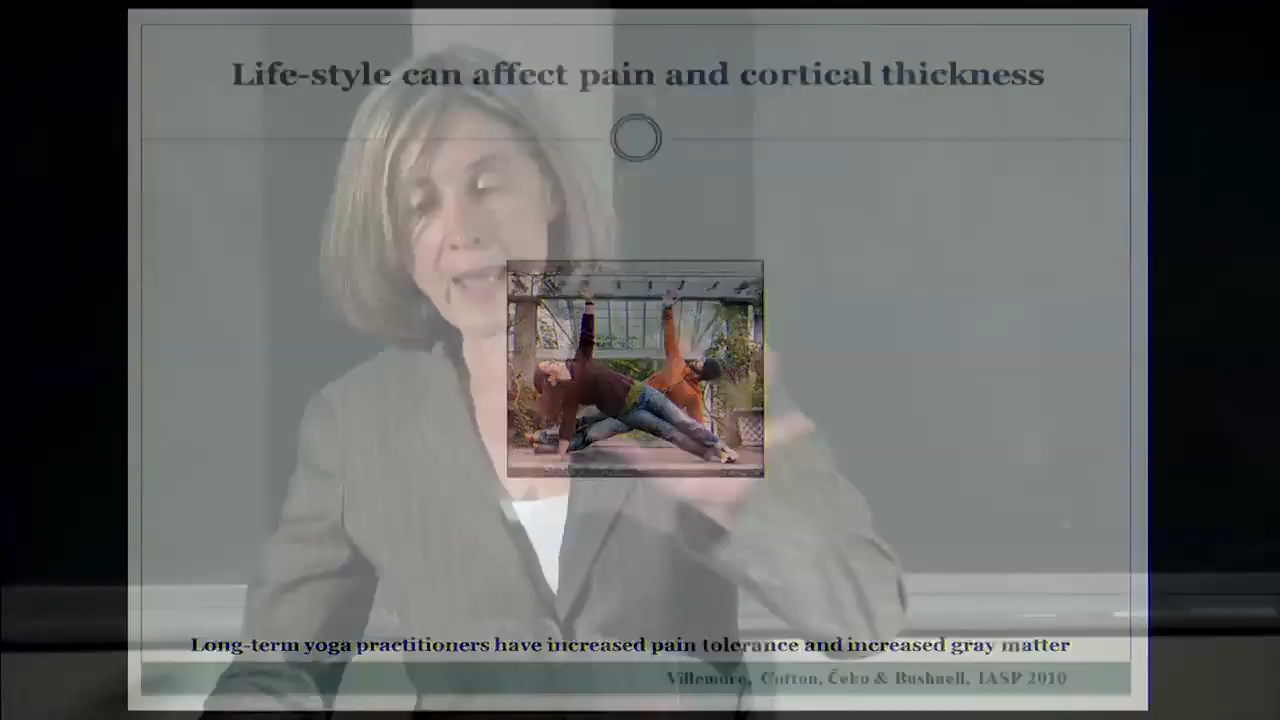 Life-style can affect pain and cortical thickness
Long-term yoga practitioners have increased pain tolerance and increased gray matter
Villemure, Cotton, Čeko & Bushnell, IASP 2010